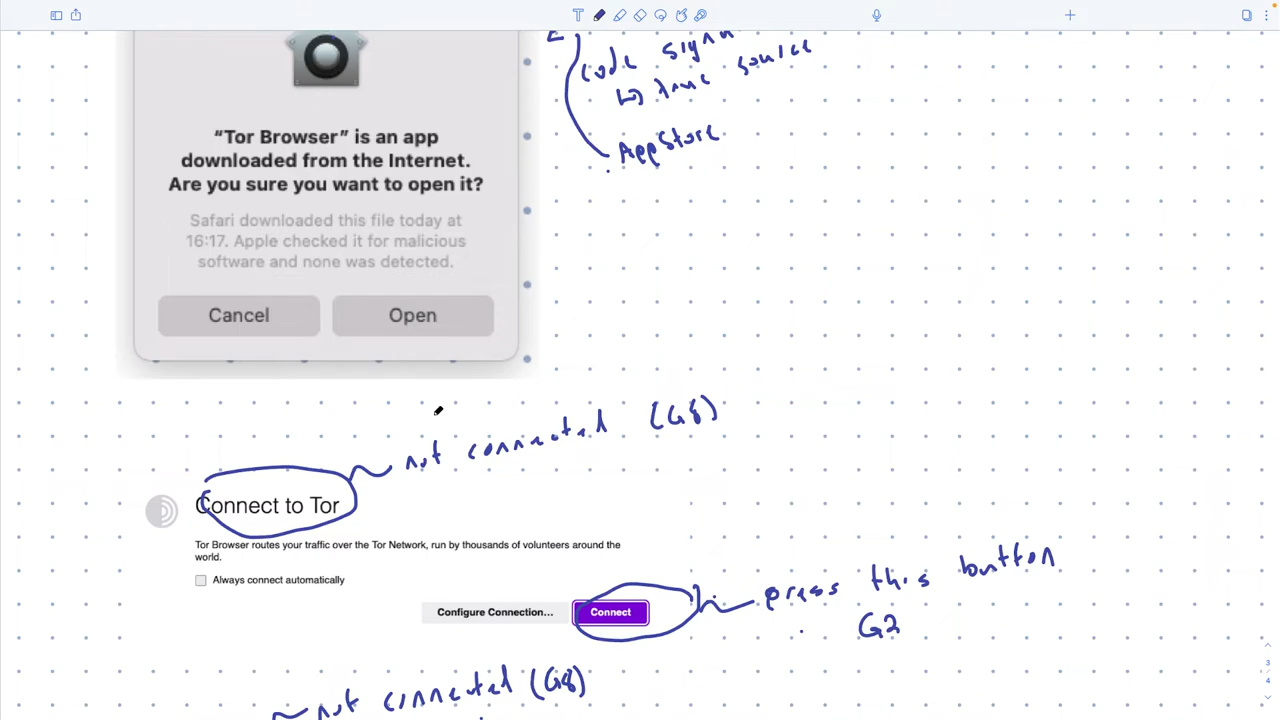 code sign
↳ true source
AppStore
“Tor Browser” is an app
downloaded from the Internet.
Are you sure you want to open it?
Safari downloaded this file today at
16:17. Apple checked it for malicious
software and none was detected.
Cancel
Open
not connected (G8)
Connect to Tor
Tor Browser routes your traffic over the Tor Network, run by thousands of volunteers around the
world.
Always connect automatically
Configure Connection...
Connect
press this button
G2
not connected (G8)
3
4